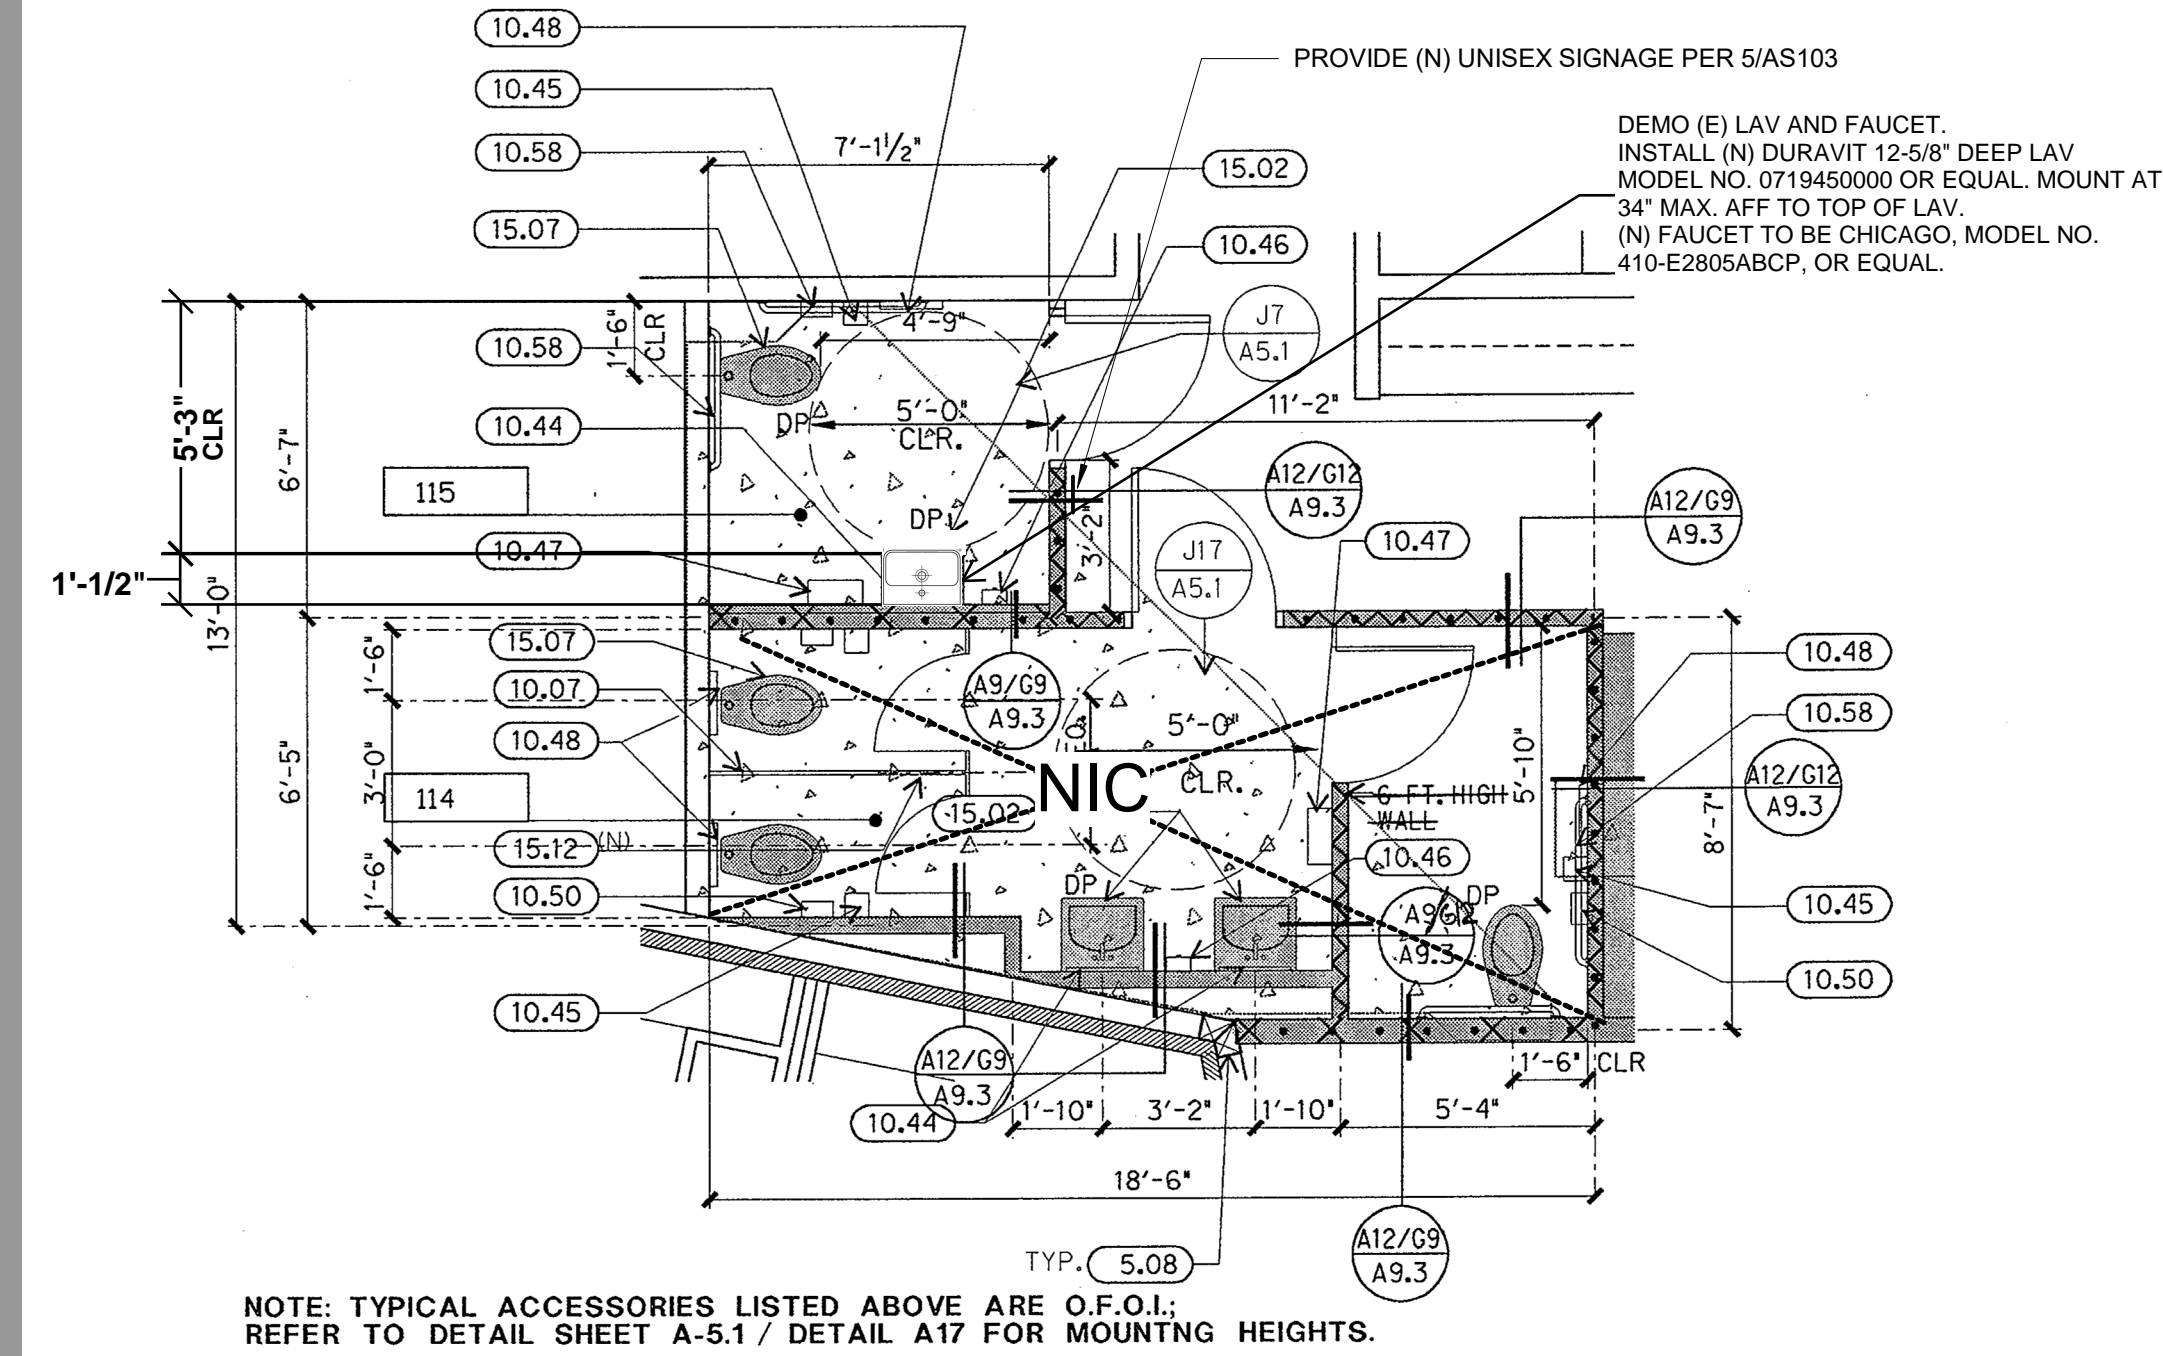 10.48
PROVIDE (N) UNISEX SIGNAGE PER 5/AS103
10.45
DEMO (E) LAV AND FAUCET.
INSTALL (N) DURAVIT 12-5/8" DEEP LAV
MODEL NO. 0719450000 OR EQUAL. MOUNT AT
34" MAX. AFF TO TOP OF LAV.
(N) FAUCET TO BE CHICAGO, MODEL NO.
410-E2805ABCP, OR EQUAL.
10.58
7'-11/2"
15.02
15.07
10.46
1'-6"
CLR
4'-9"
J7
A5.1
10.58
5'-3"
CLR
6'-7"
10.44
DP
5'-0"
CLR.
11'-2"
115
A12/G12
A9.3
A12/G9
A9.3
DP
3'-2"
10.47
J17
A5.1
10.47
1'-1/2"
13'-0"
15.07
1'-6"
10.07
A9/G9
A9.3
10.48
10.48
5'-0"
CLR.
10.58
6'-5"
3'-0"
114
NIC
15.02
6 FT. HIGH
WALL
5'-10"
A12/G12
A9.3
8'-7"
15.12
(N)
10.46
1'-6"
10.50
DP
DP
A9
A9.3
10.45
10.50
10.45
A12/G9
A9.3
1'-6" CLR
10.44
1'-10"
3'-2"
1'-10"
5'-4"
18'-6"
TYP. 5.08
A12/G9
A9.3
NOTE: TYPICAL ACCESSORIES LISTED ABOVE ARE O.F.O.I.;
REFER TO DETAIL SHEET A-5.1 / DETAIL A17 FOR MOUNTNG HEIGHTS.